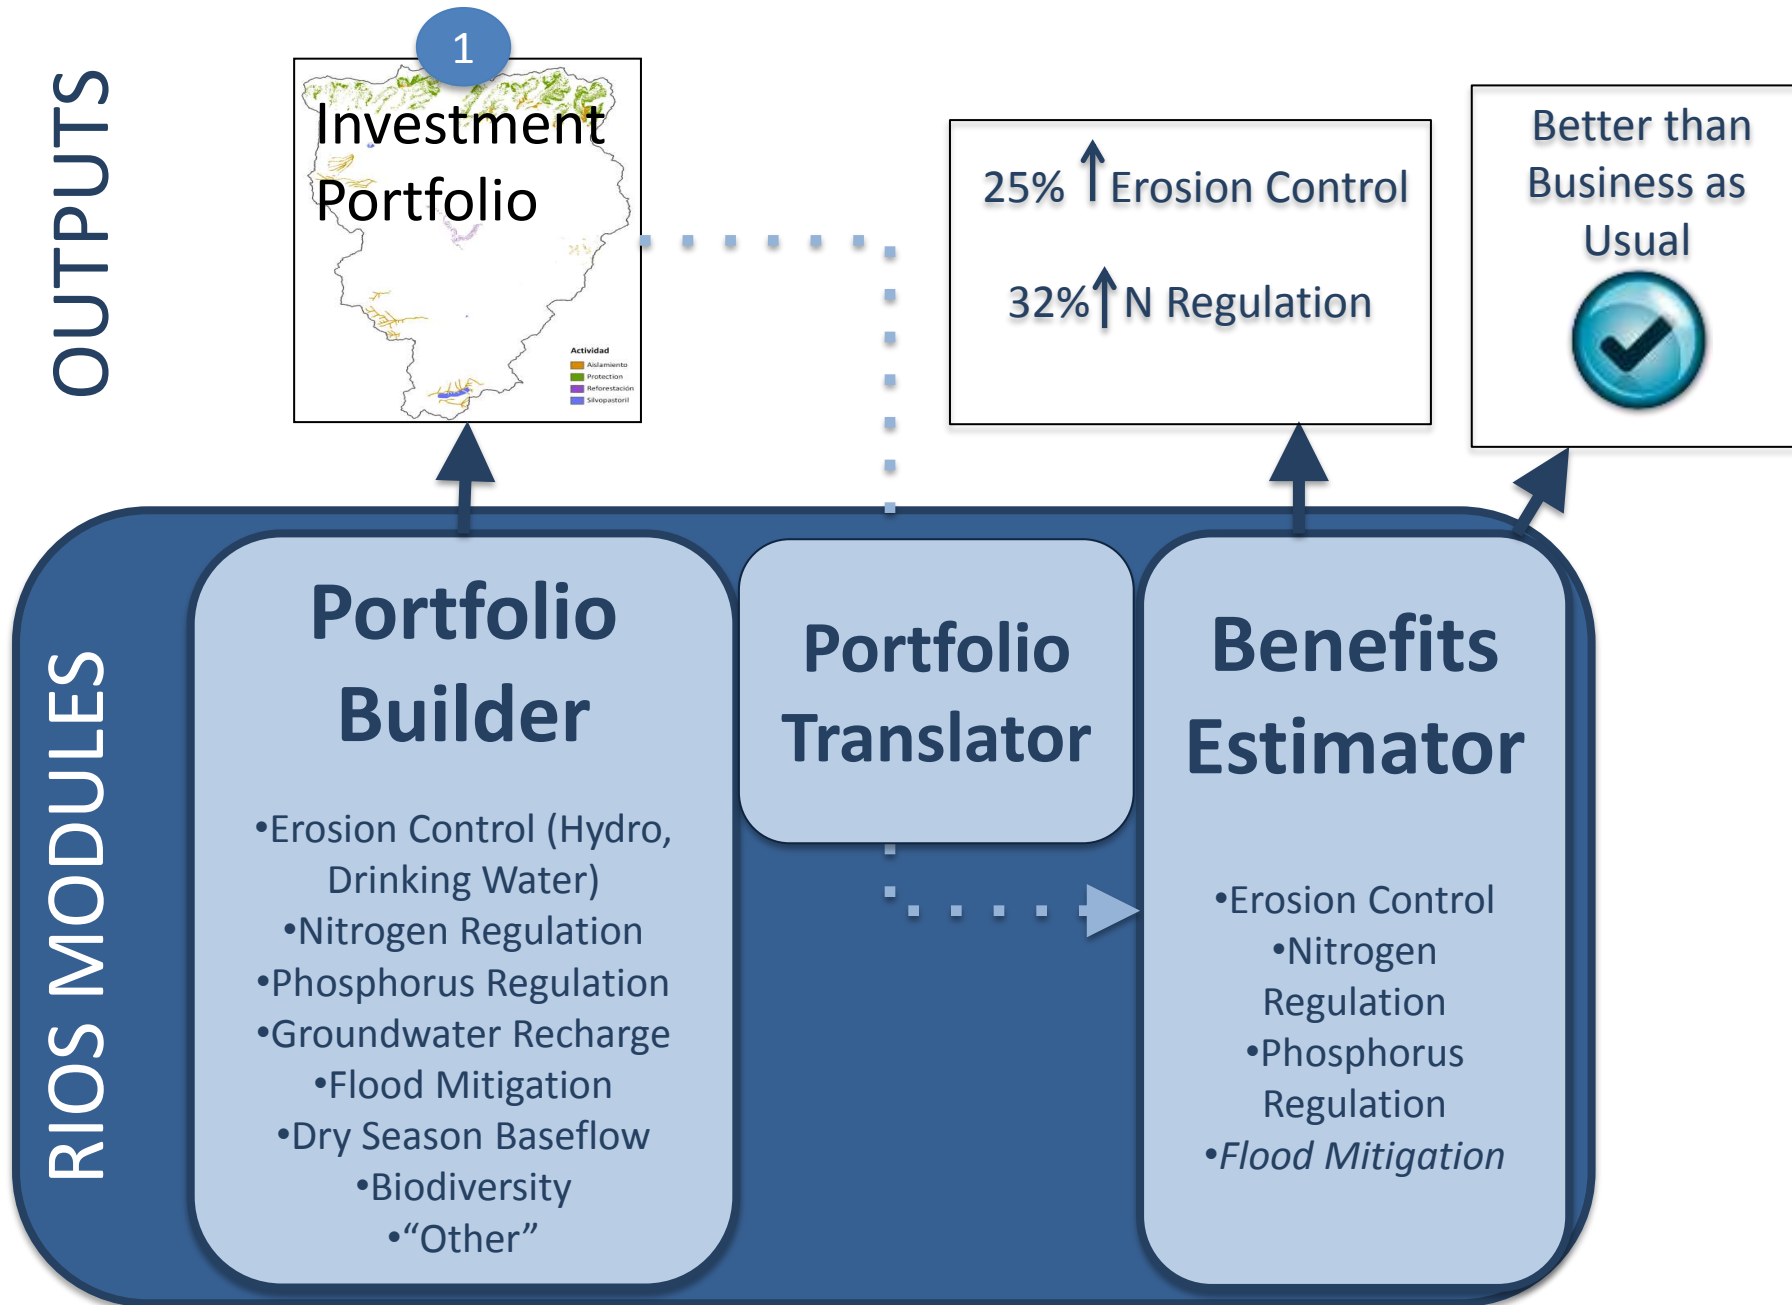 OUTPUTS
1
Investment
Portfolio
Actividad
Aislamiento
Protection
Reforestación
Silvopastoril
25% ↑Erosion Control
32%↑N Regulation
Better than
Business as
Usual
RIOS MODULES
Portfolio
Builder
•Erosion Control (Hydro,
Drinking Water)
•Nitrogen Regulation
•Phosphorus Regulation
•Groundwater Recharge
•Flood Mitigation
•Dry Season Baseflow
•Biodiversity
•“Other”
Portfolio
Translator
Benefits
Estimator
•Erosion Control
•Nitrogen
Regulation
•Phosphorus
Regulation
•Flood Mitigation